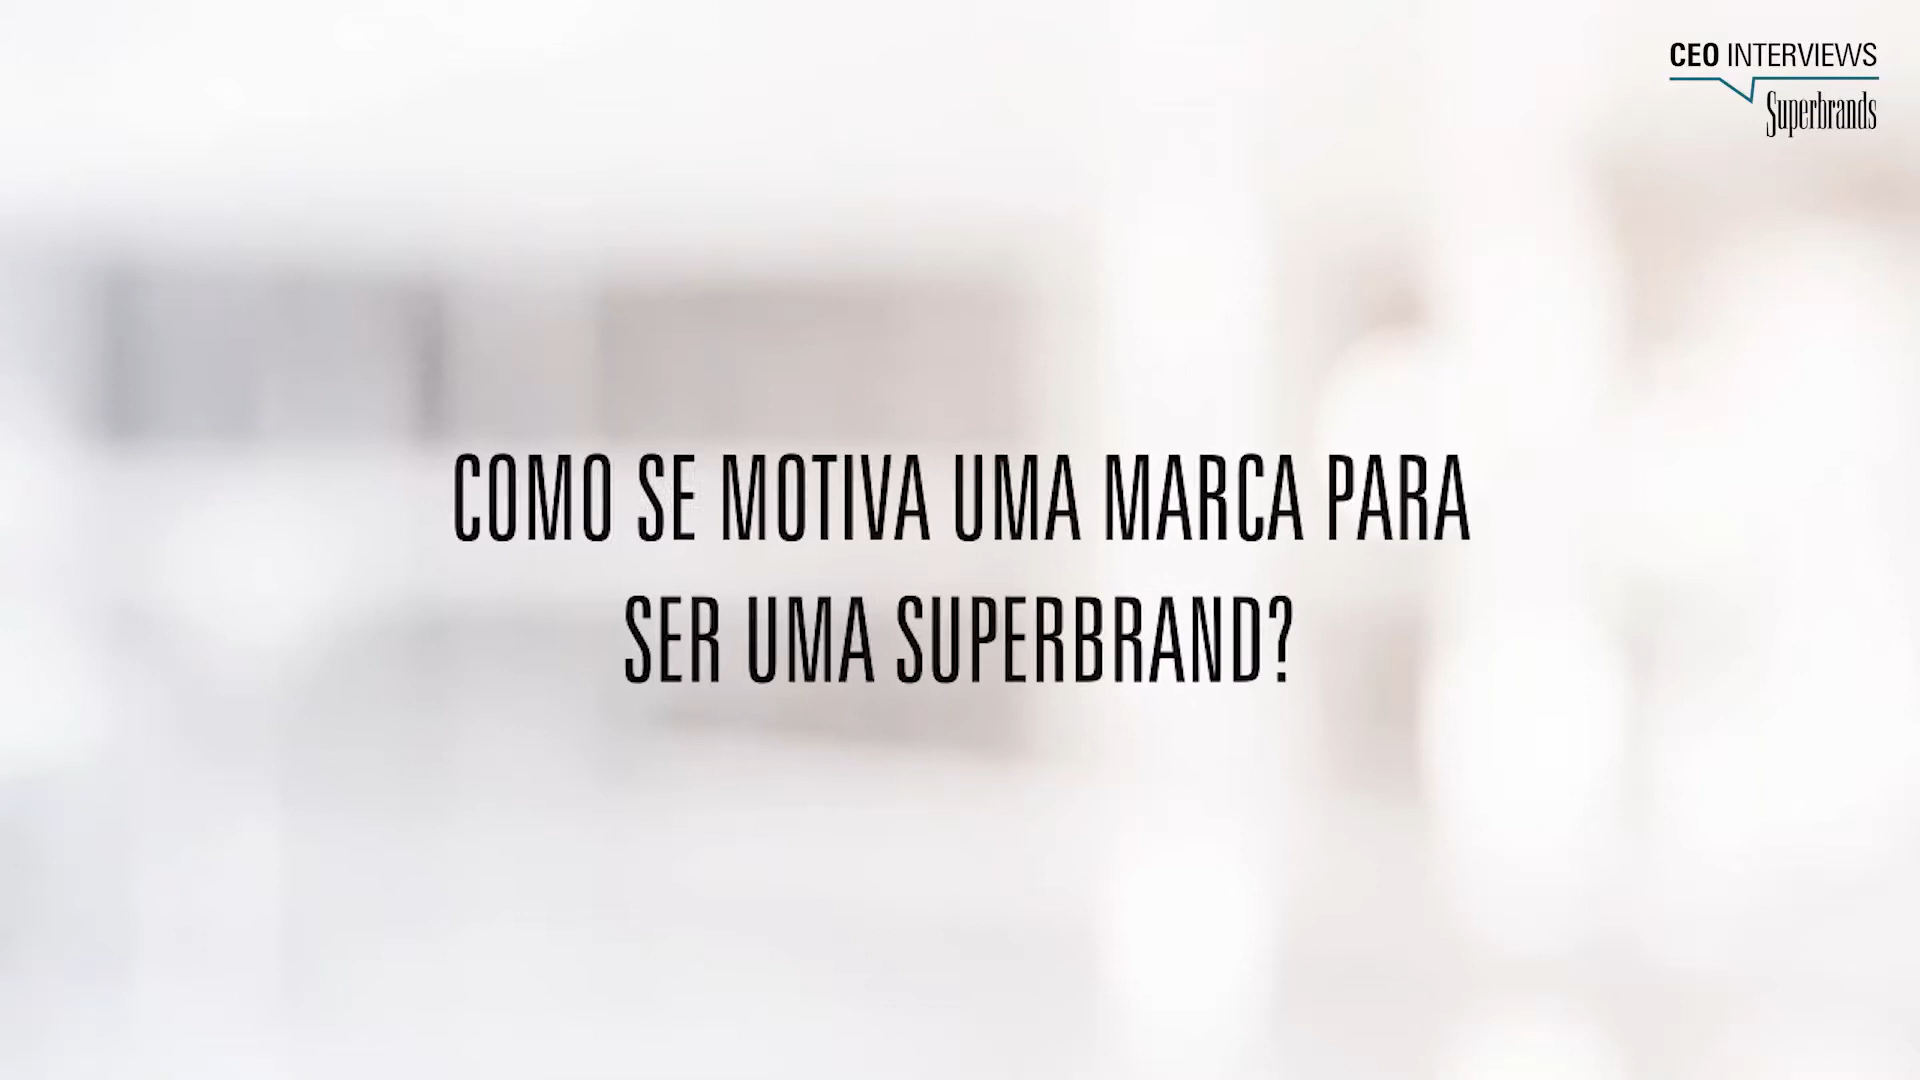 CEO INTERVIEWS
Superbrands
COMO SE MOTIVA UMA MARCA PARA
SER UMA SUPERBRAND?